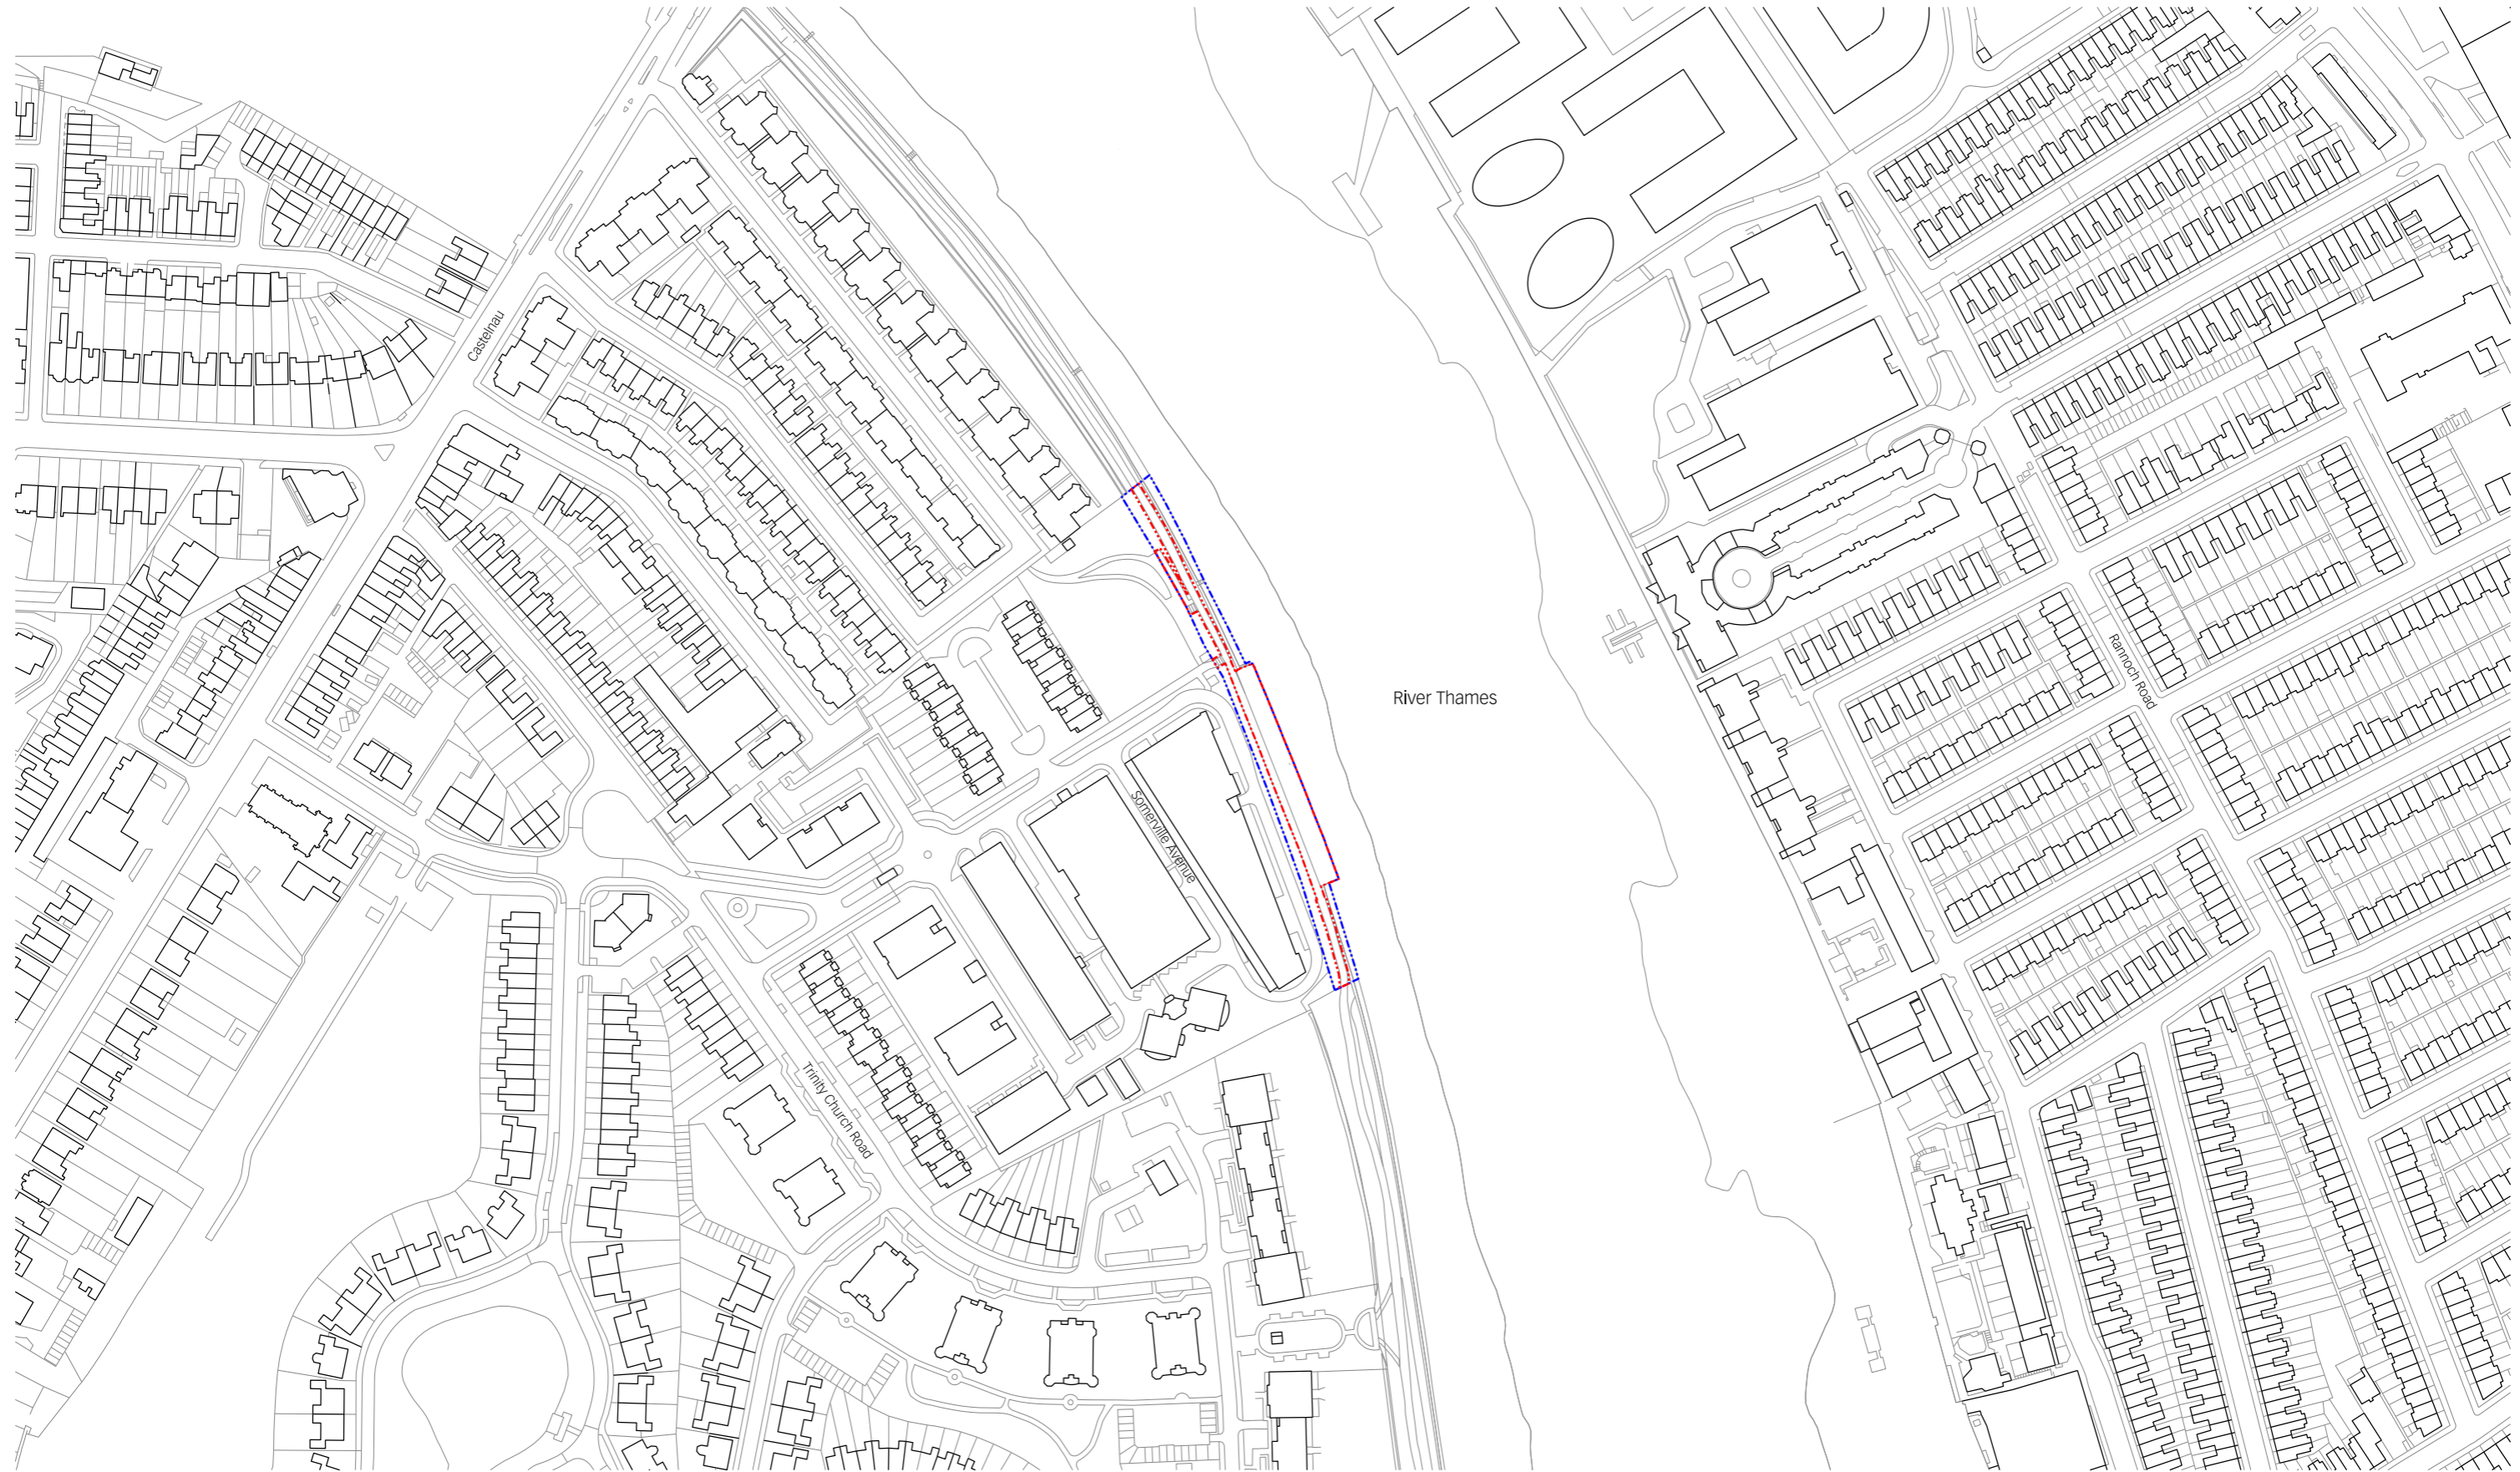 Castelnau
River Thames
Rannoch Road
Somerville Avenue
Trinity Church Road